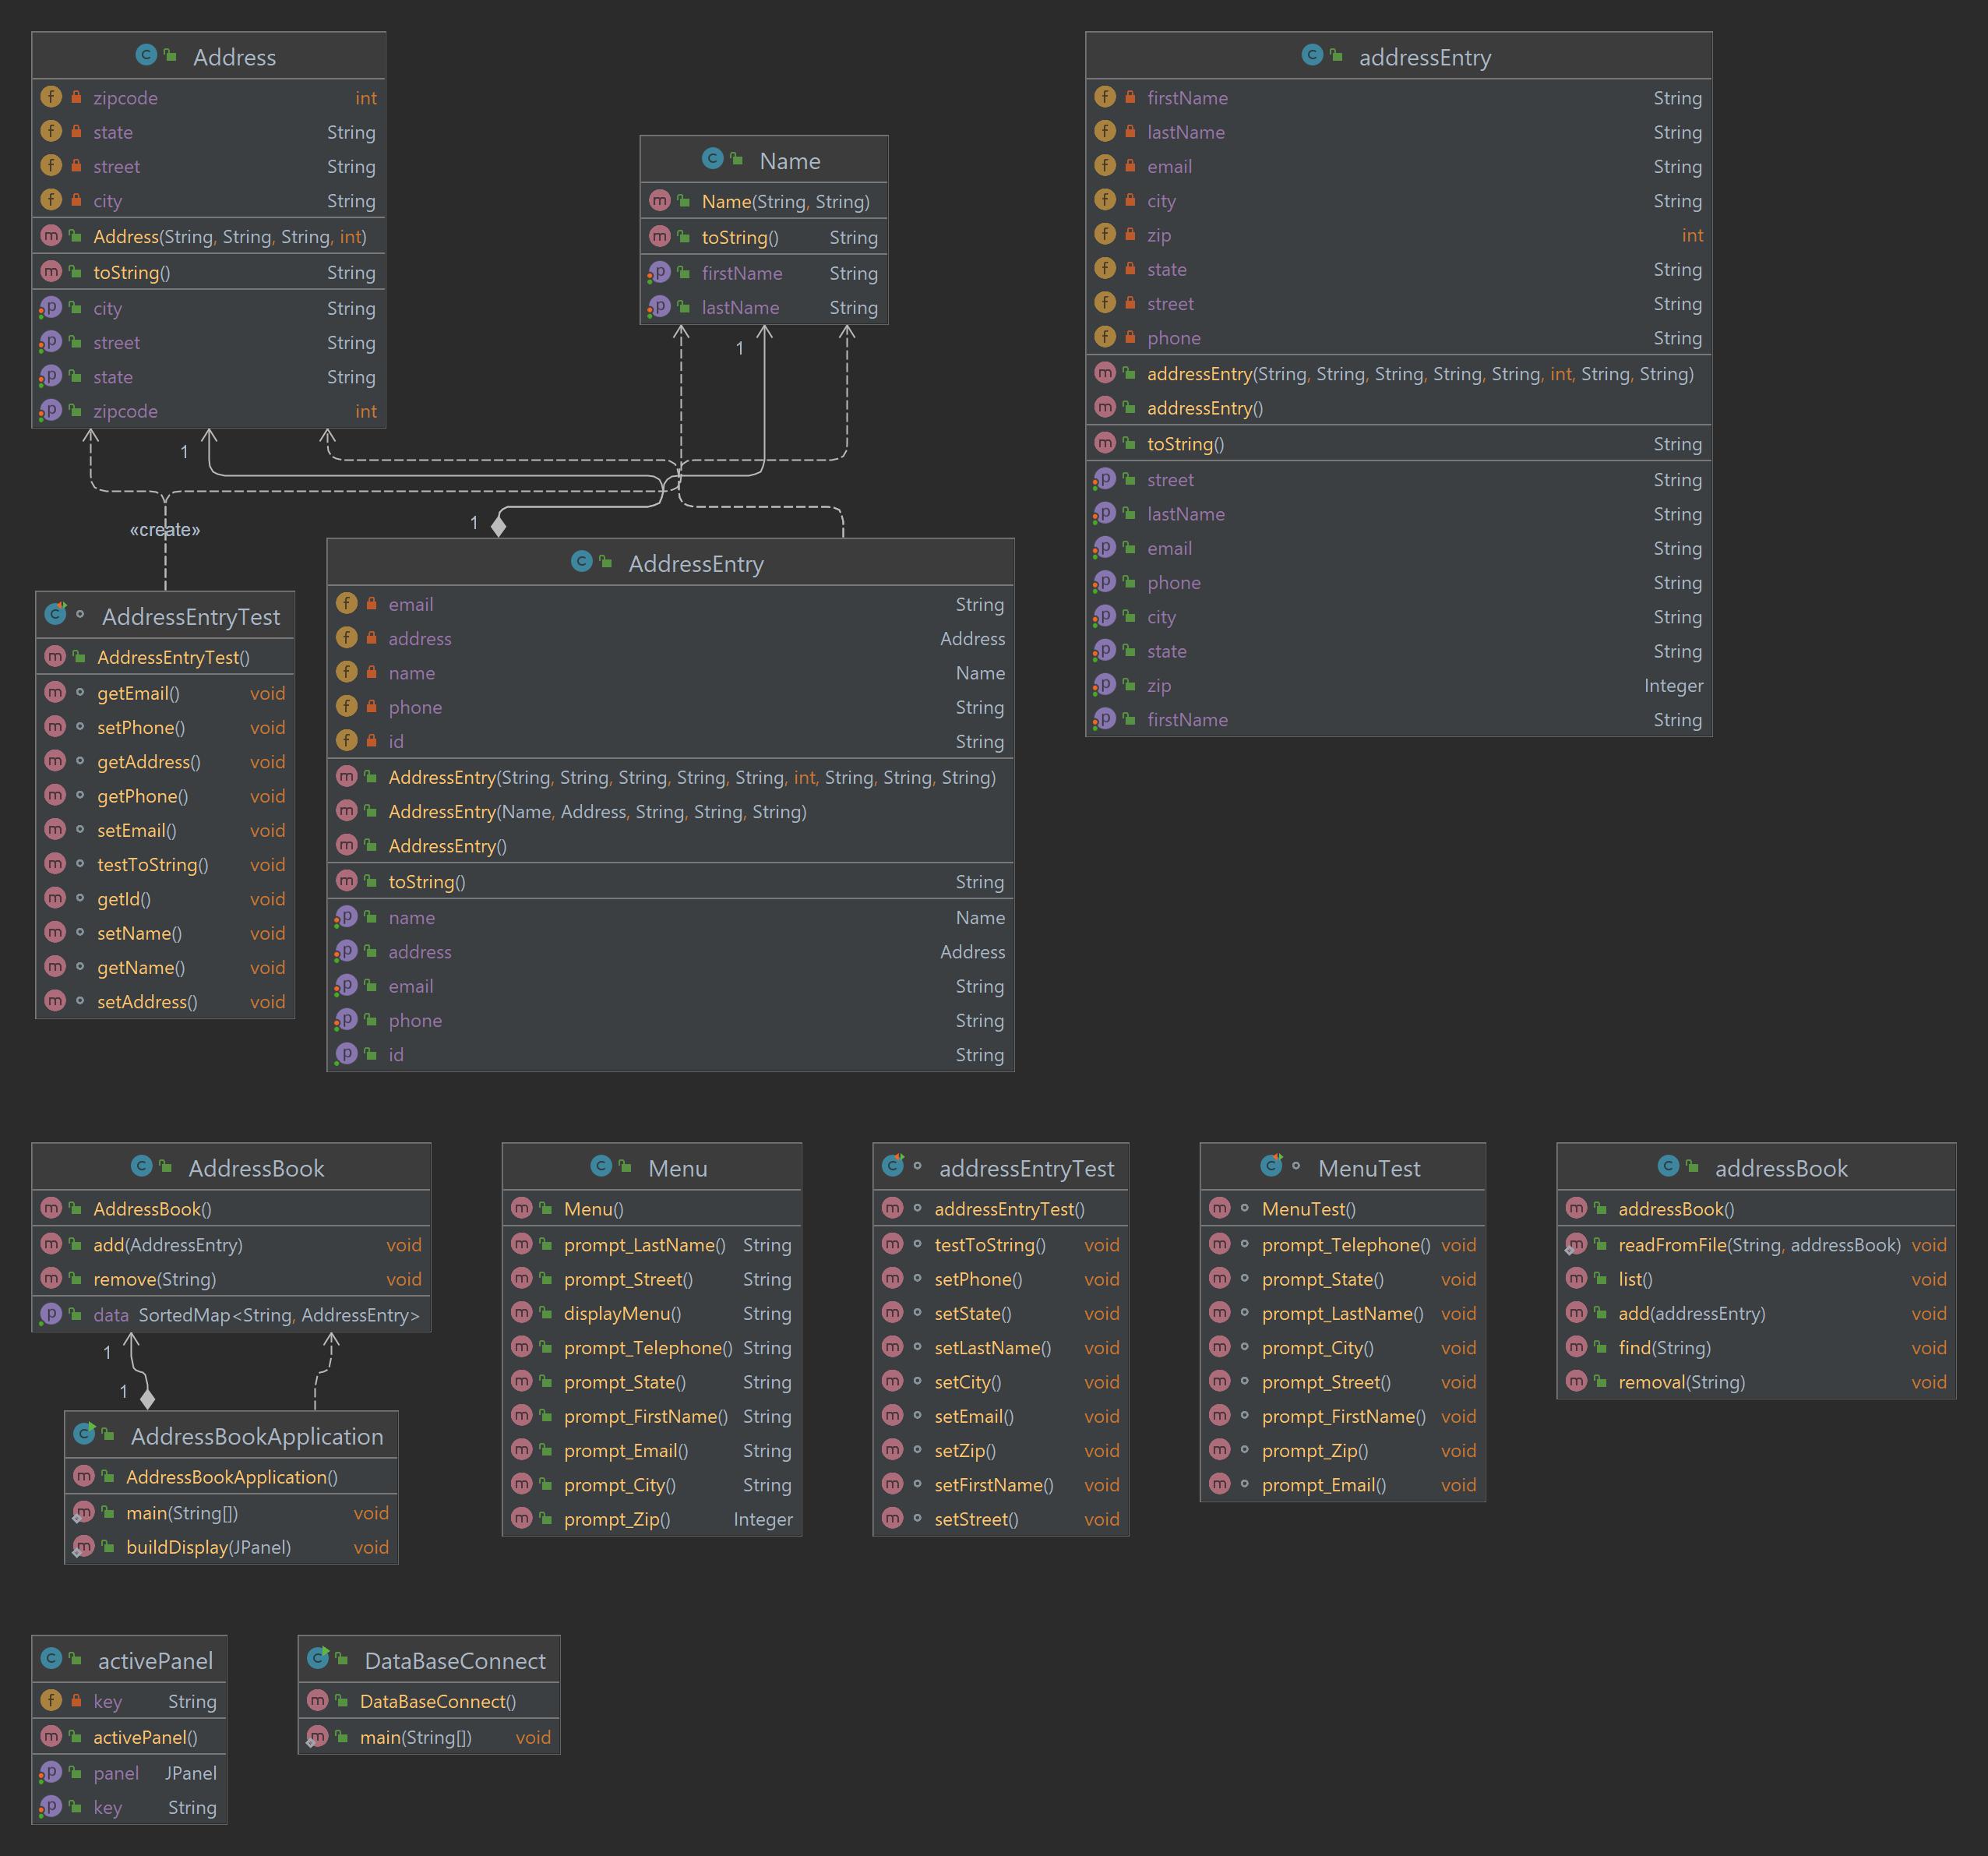 Address
zipcode int
state String
street String
city String
Address(String, String, String, int)
toString() String
city String
street String
state String
zipcode int
Name
Name(String, String)
toString() String
firstName String
lastName String
addressEntry
firstName String
lastName String
email String
city String
zip int
state String
street String
phone String
addressEntry(String, String, String, String, String, int, String, String)
addressEntry()
toString() String
street String
lastName String
email String
phone String
city String
state String
zip Integer
firstName String
1
1
«create»
1
AddressEntryTest
AddressEntryTest()
getEmail() void
setPhone() void
getAddress() void
getPhone() void
setEmail() void
testToString() void
getId() void
setName() void
getName() void
setAddress() void
AddressEntry
email String
address Address
name Name
phone String
id String
AddressEntry(String, String, String, String, String, int, String, String, String)
AddressEntry(Name, Address, String, String, String)
AddressEntry()
toString() String
name Name
address Address
email String
phone String
id String
AddressBook
AddressBook()
add(AddressEntry) void
remove(String) void
data SortedMap<String, AddressEntry>
1
1
AddressBookApplication
AddressBookApplication()
main(String[]) void
buildDisplay(JPanel) void
Menu
Menu()
prompt_LastName() String
prompt_Street() String
displayMenu() String
prompt_Telephone() String
prompt_State() String
prompt_FirstName() String
prompt_Email() String
prompt_City() String
prompt_Zip() Integer
addressEntryTest
addressEntryTest()
testToString() void
setPhone() void
setState() void
setLastName() void
setCity() void
setEmail() void
setZip() void
setFirstName() void
setStreet() void
MenuTest
MenuTest()
prompt_Telephone() void
prompt_State() void
prompt_LastName() void
prompt_City() void
prompt_Street() void
prompt_FirstName() void
prompt_Zip() void
prompt_Email() void
addressBook
addressBook()
readFromFile(String, addressBook) void
list() void
add(addressEntry) void
find(String) void
removal(String) void
activePanel
key String
activePanel()
panel JPanel
key String
DataBaseConnect
DataBaseConnect()
main(String[]) void